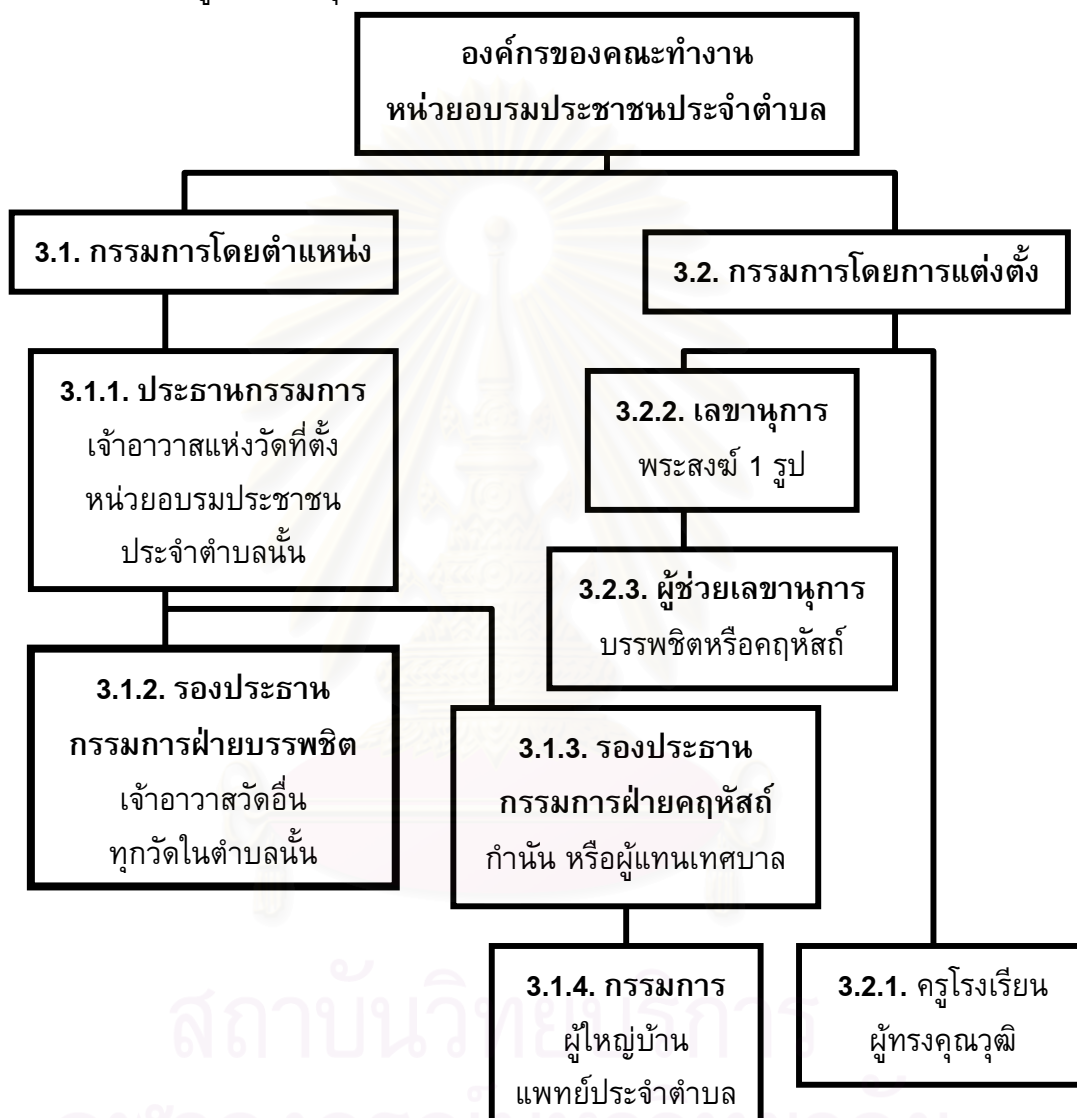 องค์กรของคณะทำงาน
หน่วยอบรมประชาชนประจำตำบล
3.1. กรรมการโดยตำแหน่ง
3.2. กรรมการโดยการแต่งตั้ง
3.1.1. ประธานกรรมการ
เจ้าอาวาสแห่งวัดที่ตั้ง
หน่วยอบรมประชาชน
ประจำตำบลนั้น
3.2.2. เลขานุการ
พระสงฆ์ 1 รูป
3.2.3. ผู้ช่วยเลขานุการ
บรรพชิตหรือคฤหัสถ์
3.1.2. รองประธาน
กรรมการฝ่ายบรรพชิต
เจ้าอาวาสวัดอื่น
ทุกวัดในตำบลนั้น
3.1.3. รองประธาน
กรรมการฝ่ายคฤหัสถ์
กำนัน หรือผู้แทนเทศบาล
3.1.4. กรรมการ
ผู้ใหญ่บ้าน
แพทย์ประจำตำบล
3.2.1. ครูโรงเรียน
ผู้ทรงคุณวุฒิ
สถาบันวิทยบริการ